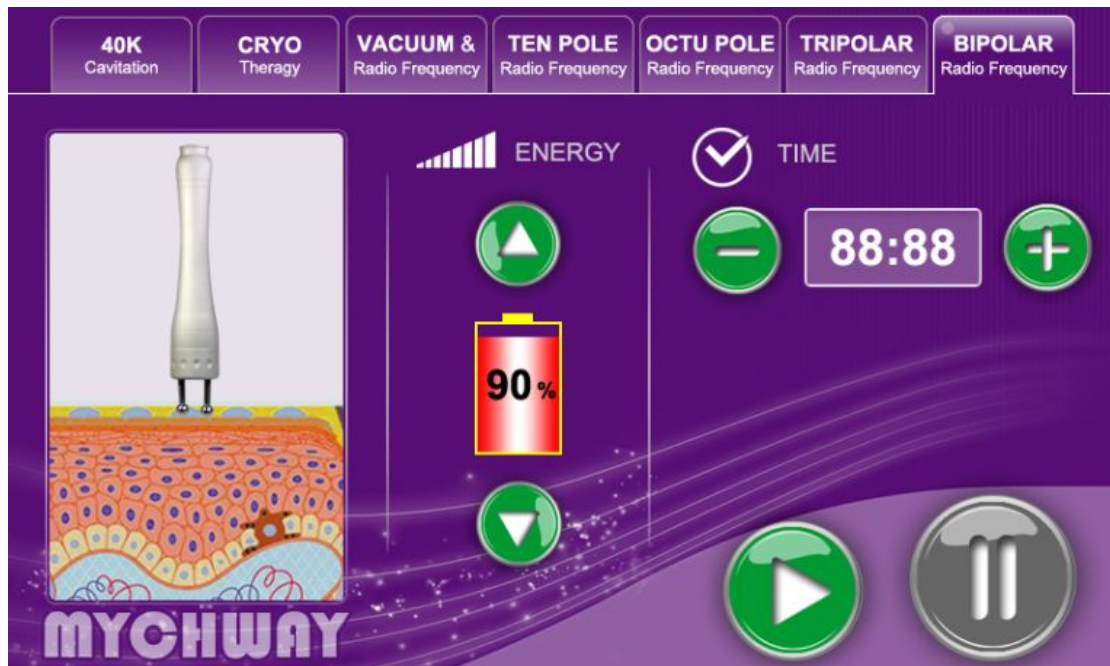 40K
Cavitation
CRYO
Theragy
VACUUM &
Radio Frequency
TEN POLE
Radio Frequency
OCTU POLE
Radio Frequency
TRIPOLAR
Radio Frequency
BIPOLAR
Radio Frequency
ENERGY
TIME
88:88
90 %
MYCHWAY